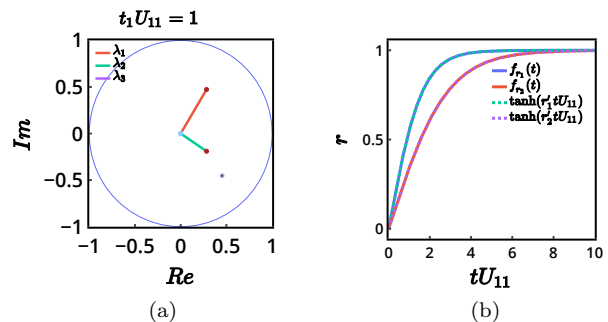 t₁U₁₁ = 1
λ₁
λ₂
λ₃
Im
1
0.5
0
−0.5
−1
−1
−0.5
0
0.5
1
Re
(a)
r
1
0.5
0
f_{r₁}(t)
f_{r₂}(t)
tanh(r′₁tU₁₁)
tanh(r′₂tU₁₁)
0
2
4
6
8
10
tU₁₁
(b)